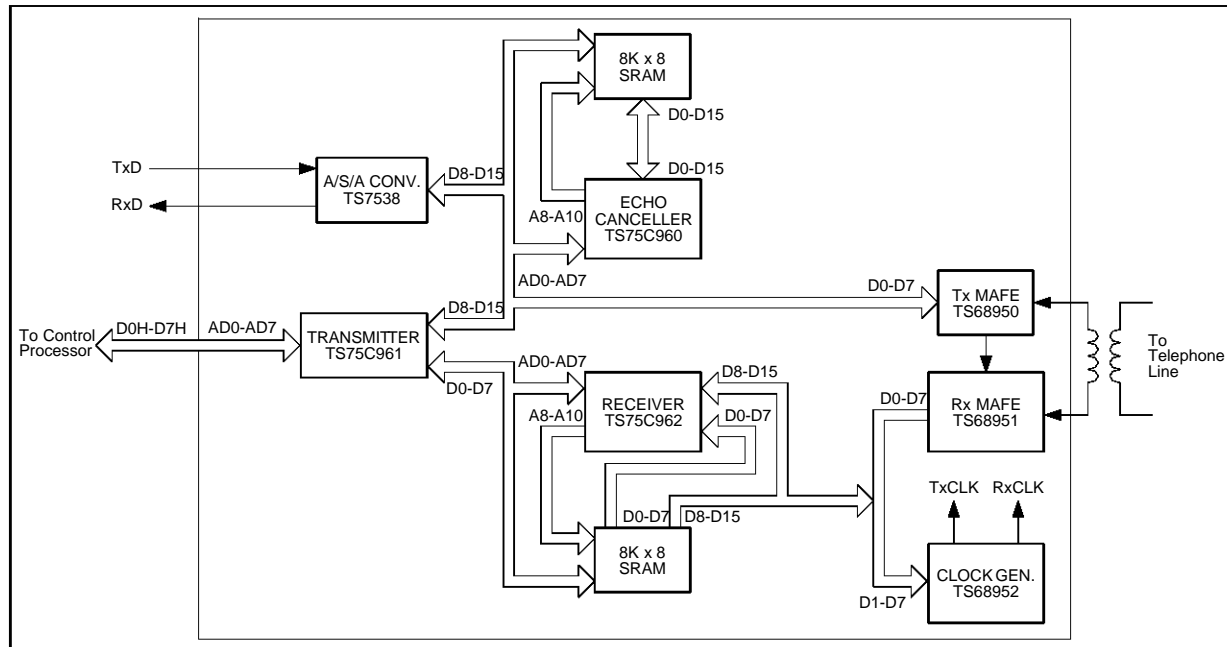 8K x 8
SRAM
D0-D15
TxD
A/S/A CONV.
TS7538
D8-D15
D0-D15
RxD
A8-A10
ECHO
CANCELLER
TS75C960
AD0-AD7
D0-D7
Tx MAFE
TS68950
D8-D15
To Control
Processor
D0H-D7H
AD0-AD7
TRANSMITTER
TS75C961
To
Telephone
Line
AD0-AD7
D0-D7
D8-D15
RECEIVER
TS75C962
A8-A10
D0-D7
D0-D7
Rx MAFE
TS68951
TxCLK
RxCLK
D0-D7
D8-D15
8K x 8
SRAM
CLOCK GEN.
TS68952
D1-D7